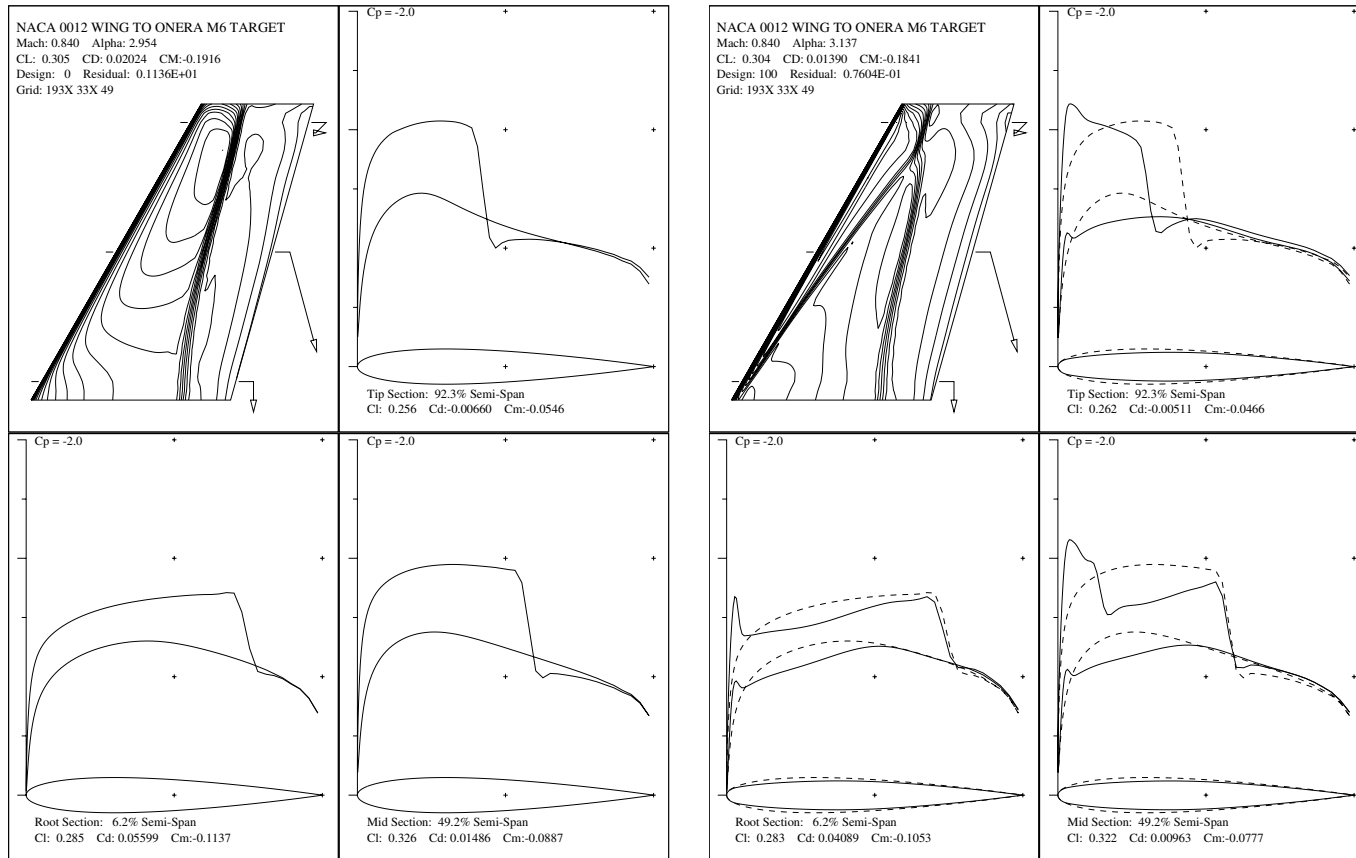 NACA 0012 WING TO ONERA M6 TARGET
Mach: 0.840 Alpha: 2.954
CL: 0.305 CD: 0.02024 CM:-0.1916
Design: 0 Residual: 0.1136E+01
Grid: 193X 33X 49
Cp = -2.0
Tip Section: 92.3% Semi-Span
Cl: 0.256 Cd:-0.00660 Cm:-0.0546
Cp = -2.0
Root Section: 6.2% Semi-Span
Cl: 0.285 Cd: 0.05599 Cm:-0.1137
Cp = -2.0
Mid Section: 49.2% Semi-Span
Cl: 0.326 Cd: 0.01486 Cm:-0.0887
NACA 0012 WING TO ONERA M6 TARGET
Mach: 0.840 Alpha: 3.137
CL: 0.304 CD: 0.01390 CM:-0.1841
Design: 100 Residual: 0.7604E-01
Grid: 193X 33X 49
Cp = -2.0
Tip Section: 92.3% Semi-Span
Cl: 0.262 Cd:-0.00511 Cm:-0.0466
Cp = -2.0
Root Section: 6.2% Semi-Span
Cl: 0.283 Cd: 0.04089 Cm:-0.1053
Cp = -2.0
Mid Section: 49.2% Semi-Span
Cl: 0.322 Cd: 0.00963 Cm:-0.0777